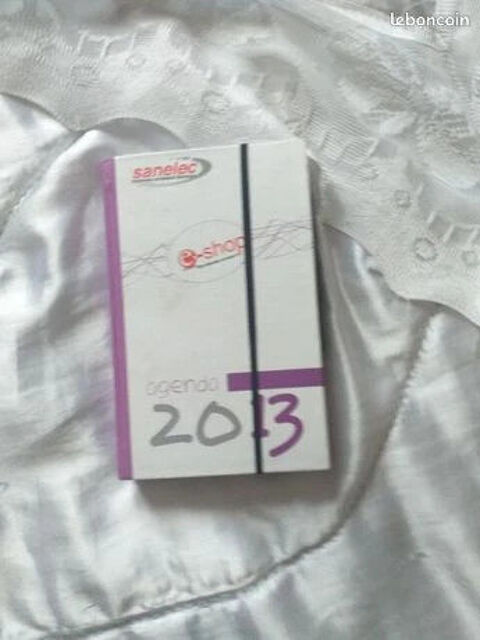 leboncoin
sanelec
e-shop
agenda
2013